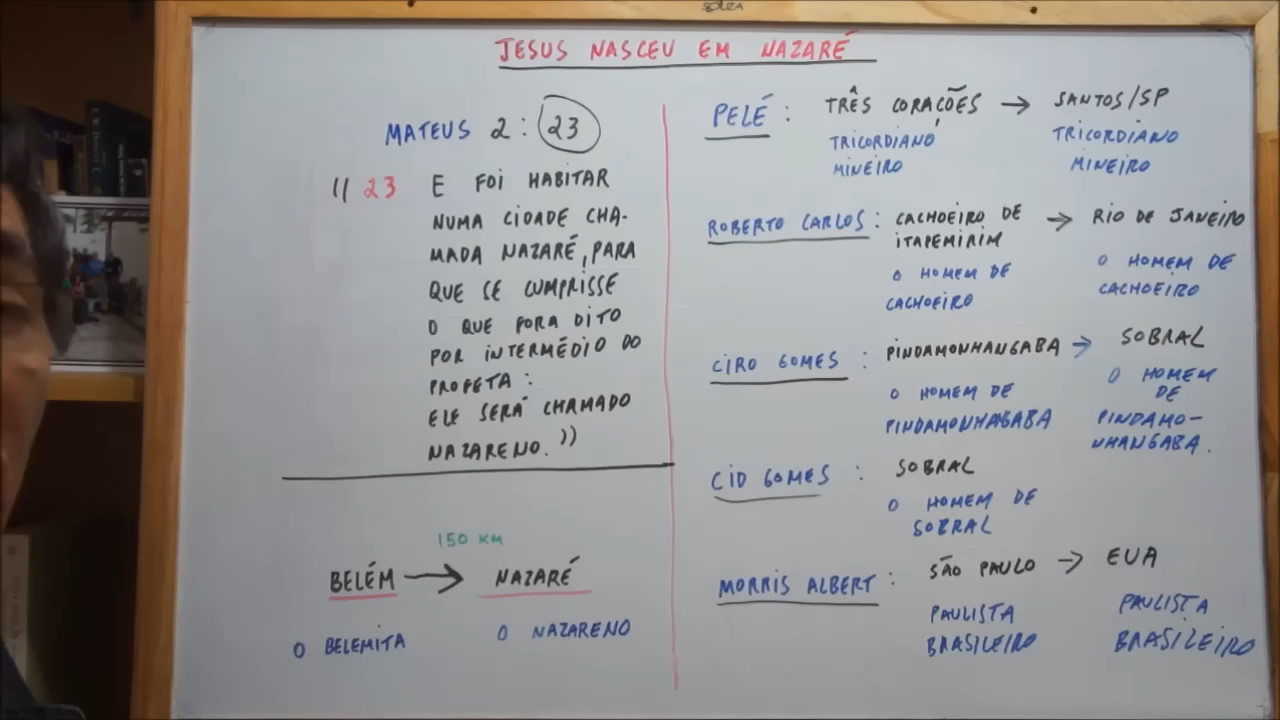 JESUS NASCEU EM NAZARÉ
MATEUS 2: 23
" 23 E FOI HABITAR
NUMA CIDADE CHA-
MADA NAZARÉ, PARA
QUE SE CUMPRISSE
O QUE FORA DITO
POR INTERMÉDIO DO
PROFETA:
ELE SERÁ CHAMADO
NAZARENO."
150 KM
BELÉM → NAZARÉ
O BELEMITA O NAZARENO
PELÉ: TRÊS CORAÇÕES → SANTOS/SP
TRICORDIANO TRICORDIANO
MINEIRO MINEIRO
ROBERTO CARLOS: CACHOEIRO DE → RIO DE JANEIRO
ITAPEMIRIM
O HOMEM DE O HOMEM DE
CACHOEIRO CACHOEIRO
CIRO GOMES: PINDAMONHANGABA → SOBRAL
O HOMEM DE O HOMEM
DE
PINDAMONHAGABA PINDAMO-
NHANGABA.
CID GOMES: SOBRAL
O HOMEM DE
SOBRAL
MORRIS ALBERT: SÃO PAULO → EUA
PAULISTA PAULISTA
BRASILEIRO BRASILEIRO